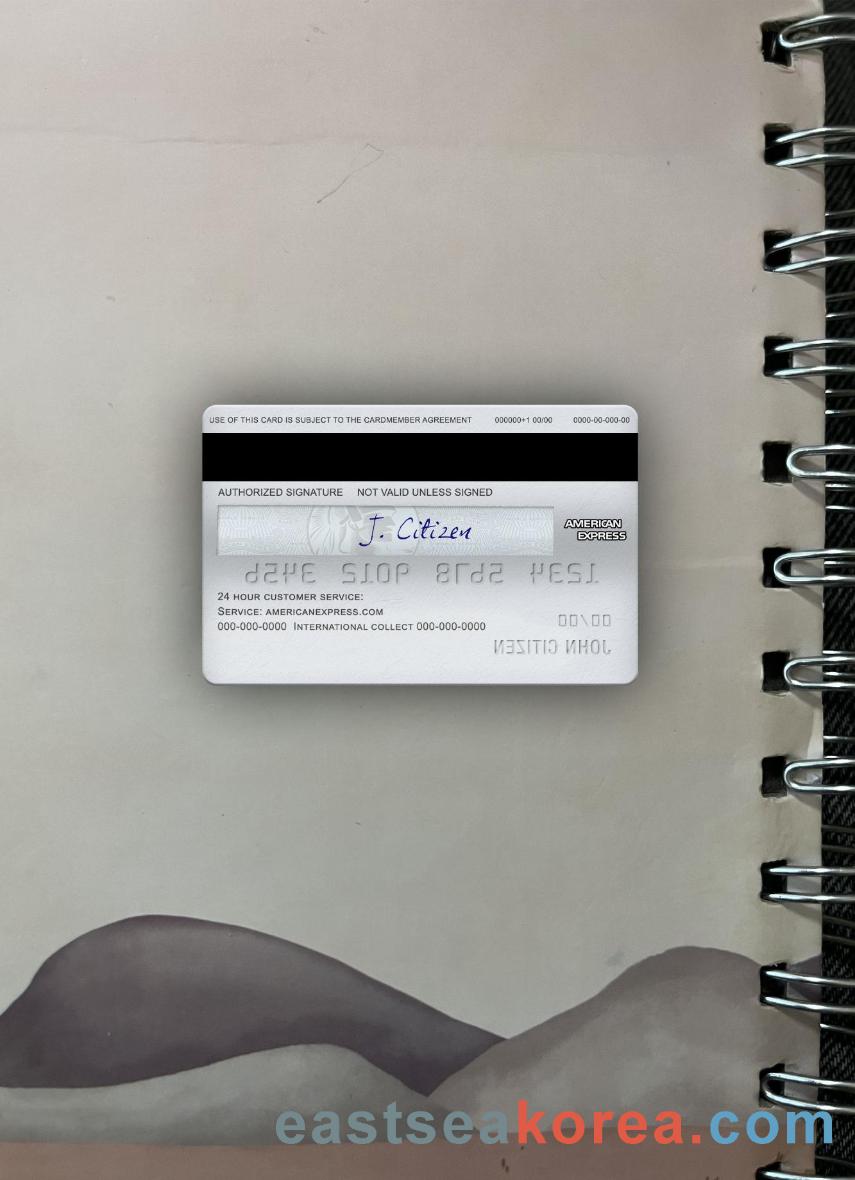 USE OF THIS CARD IS SUBJECT TO THE CARDMEMBER AGREEMENT 000000+1 00/00 0000-00-000-00
AUTHORIZED SIGNATURE NOT VALID UNLESS SIGNED
J. Citizen
AMERICAN
EXPRESS
1234 5678 9012 3456
24 HOUR CUSTOMER SERVICE:
SERVICE: AMERICANEXPRESS.COM
00/00
000-000-0000 INTERNATIONAL COLLECT 000-000-0000
JOHN CITIZEN
eastseakorea.com